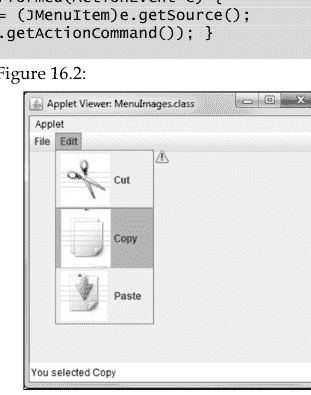 = (JMenuItem)e.getSource();
.getActionCommand()); }
Figure 16.2:
Applet Viewer: MenuImages.class
Applet
File Edit
Cut
Copy
Paste
You selected Copy